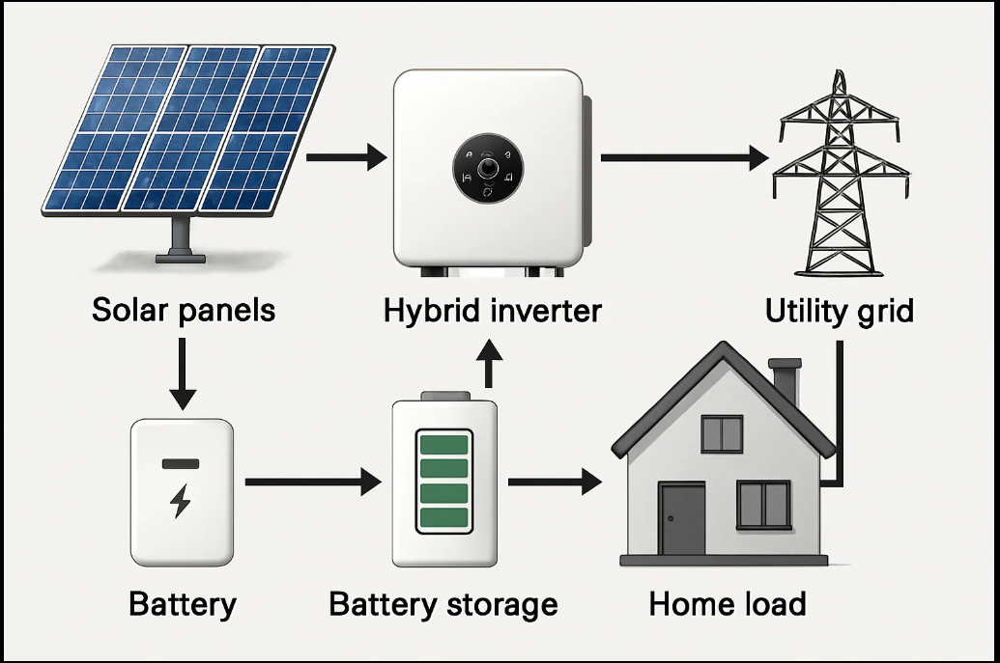 Solar panels
Hybrid inverter
Utility grid
Battery
Battery storage
Home load